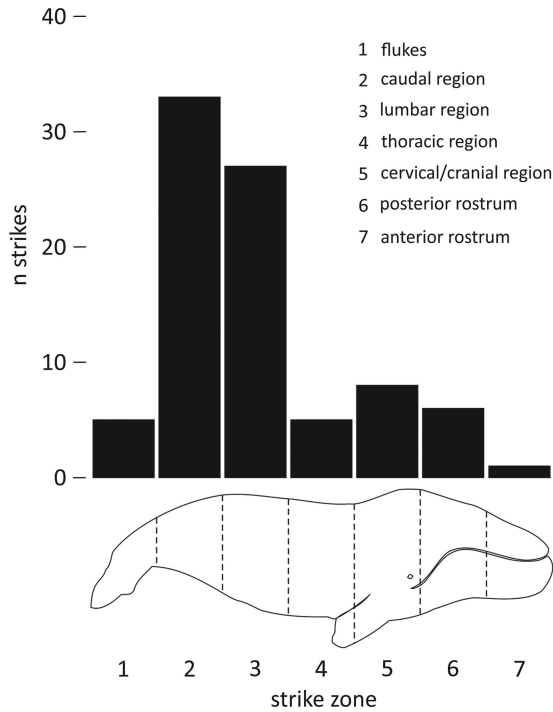 40
1 flukes
2 caudal region
30
3 lumbar region
4 thoracic region
5 cervical/cranial region
6 posterior rostrum
7 anterior rostrum
n strikes
20
10
0
1 2 3 4 5 6 7
strike zone